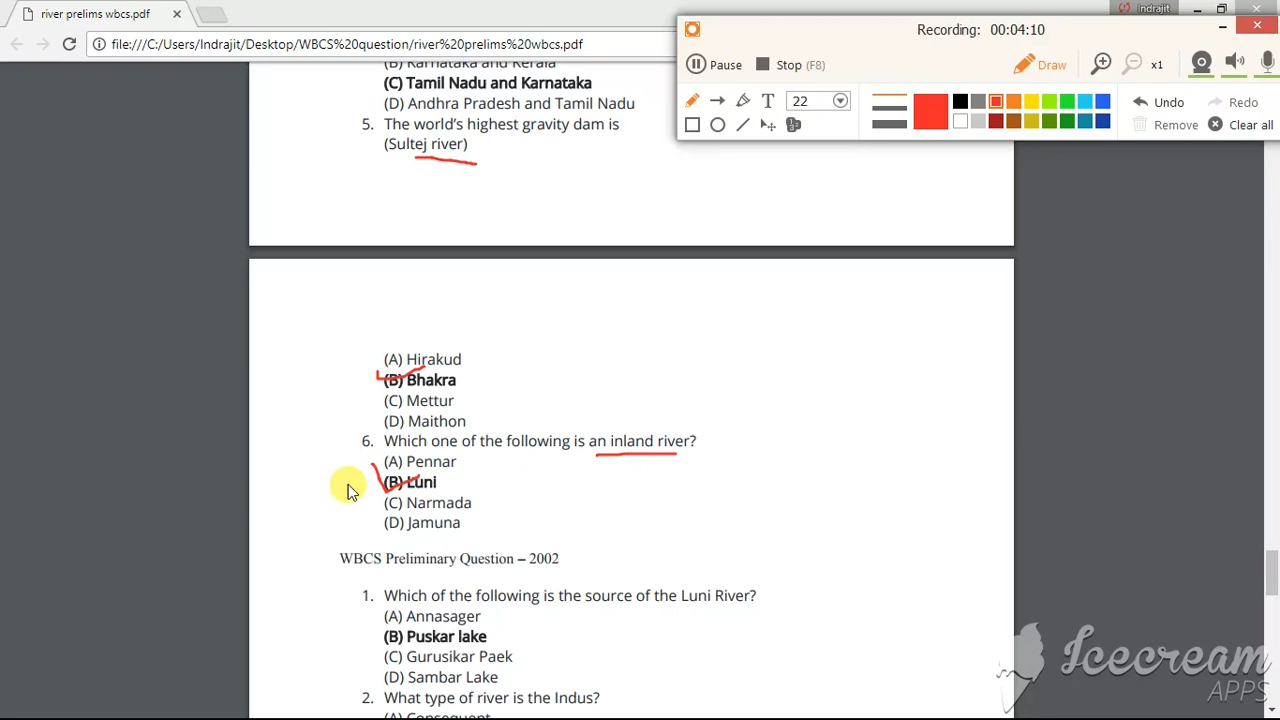 river prelims wbcs.pdf
Indrajit
file:///C:/Users/Indrajit/Desktop/WBCS%20question/river%20prelims%20wbcs.pdf
Recording: 00:04:10
Pause
Stop (F8)
Draw
x1
T
22
Undo
Redo
Remove
Clear all
(B) Karnataka and Kerala
(C) Tamil Nadu and Karnataka
(D) Andhra Pradesh and Tamil Nadu
5. The world's highest gravity dam is
(Sultej river)
(A) Hirakud
(B) Bhakra
(C) Mettur
(D) Maithon
6. Which one of the following is an inland river?
(A) Pennar
(B) Luni
(C) Narmada
(D) Jamuna
WBCS Preliminary Question – 2002
1. Which of the following is the source of the Luni River?
(A) Annasager
(B) Puskar lake
(C) Gurusikar Paek
(D) Sambar Lake
2. What type of river is the Indus?
(A) Consequent
Icecream
APPS